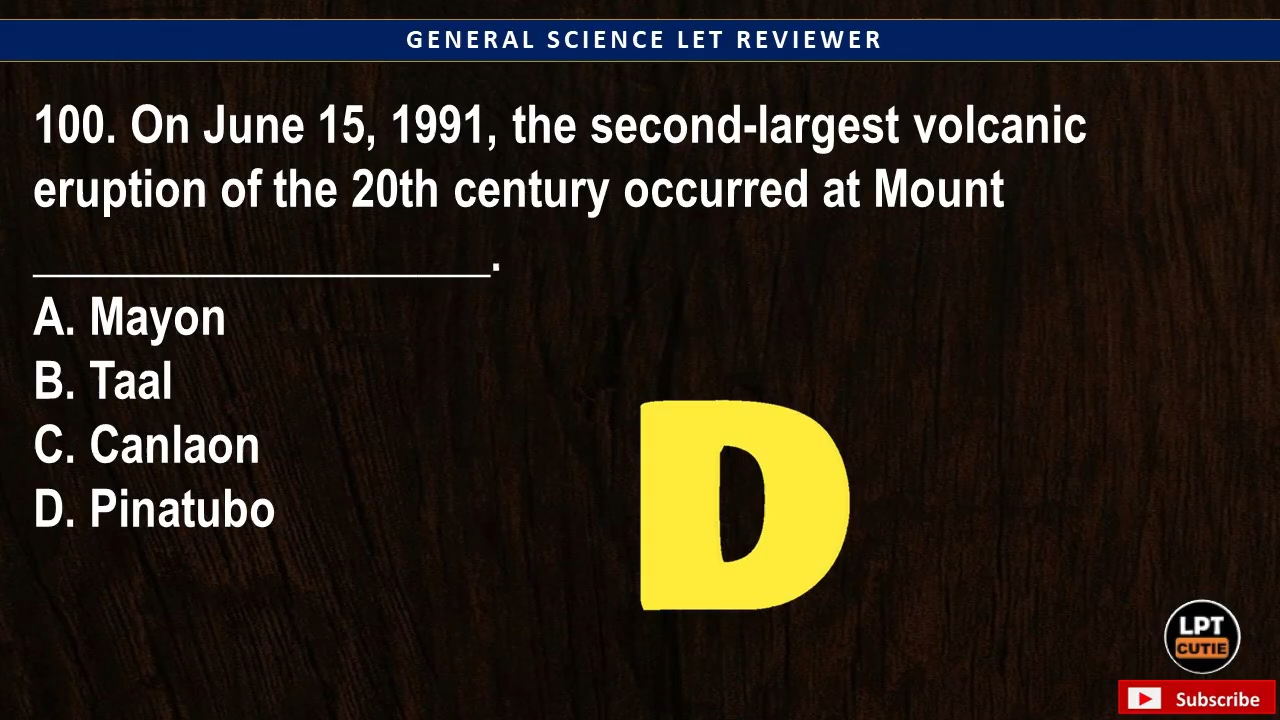 GENERAL SCIENCE LET REVIEWER
100. On June 15, 1991, the second-largest volcanic
eruption of the 20th century occurred at Mount
___________________.
A. Mayon
B. Taal
C. Canlaon
D. Pinatubo
D
LPT
CUTIE
Subscribe